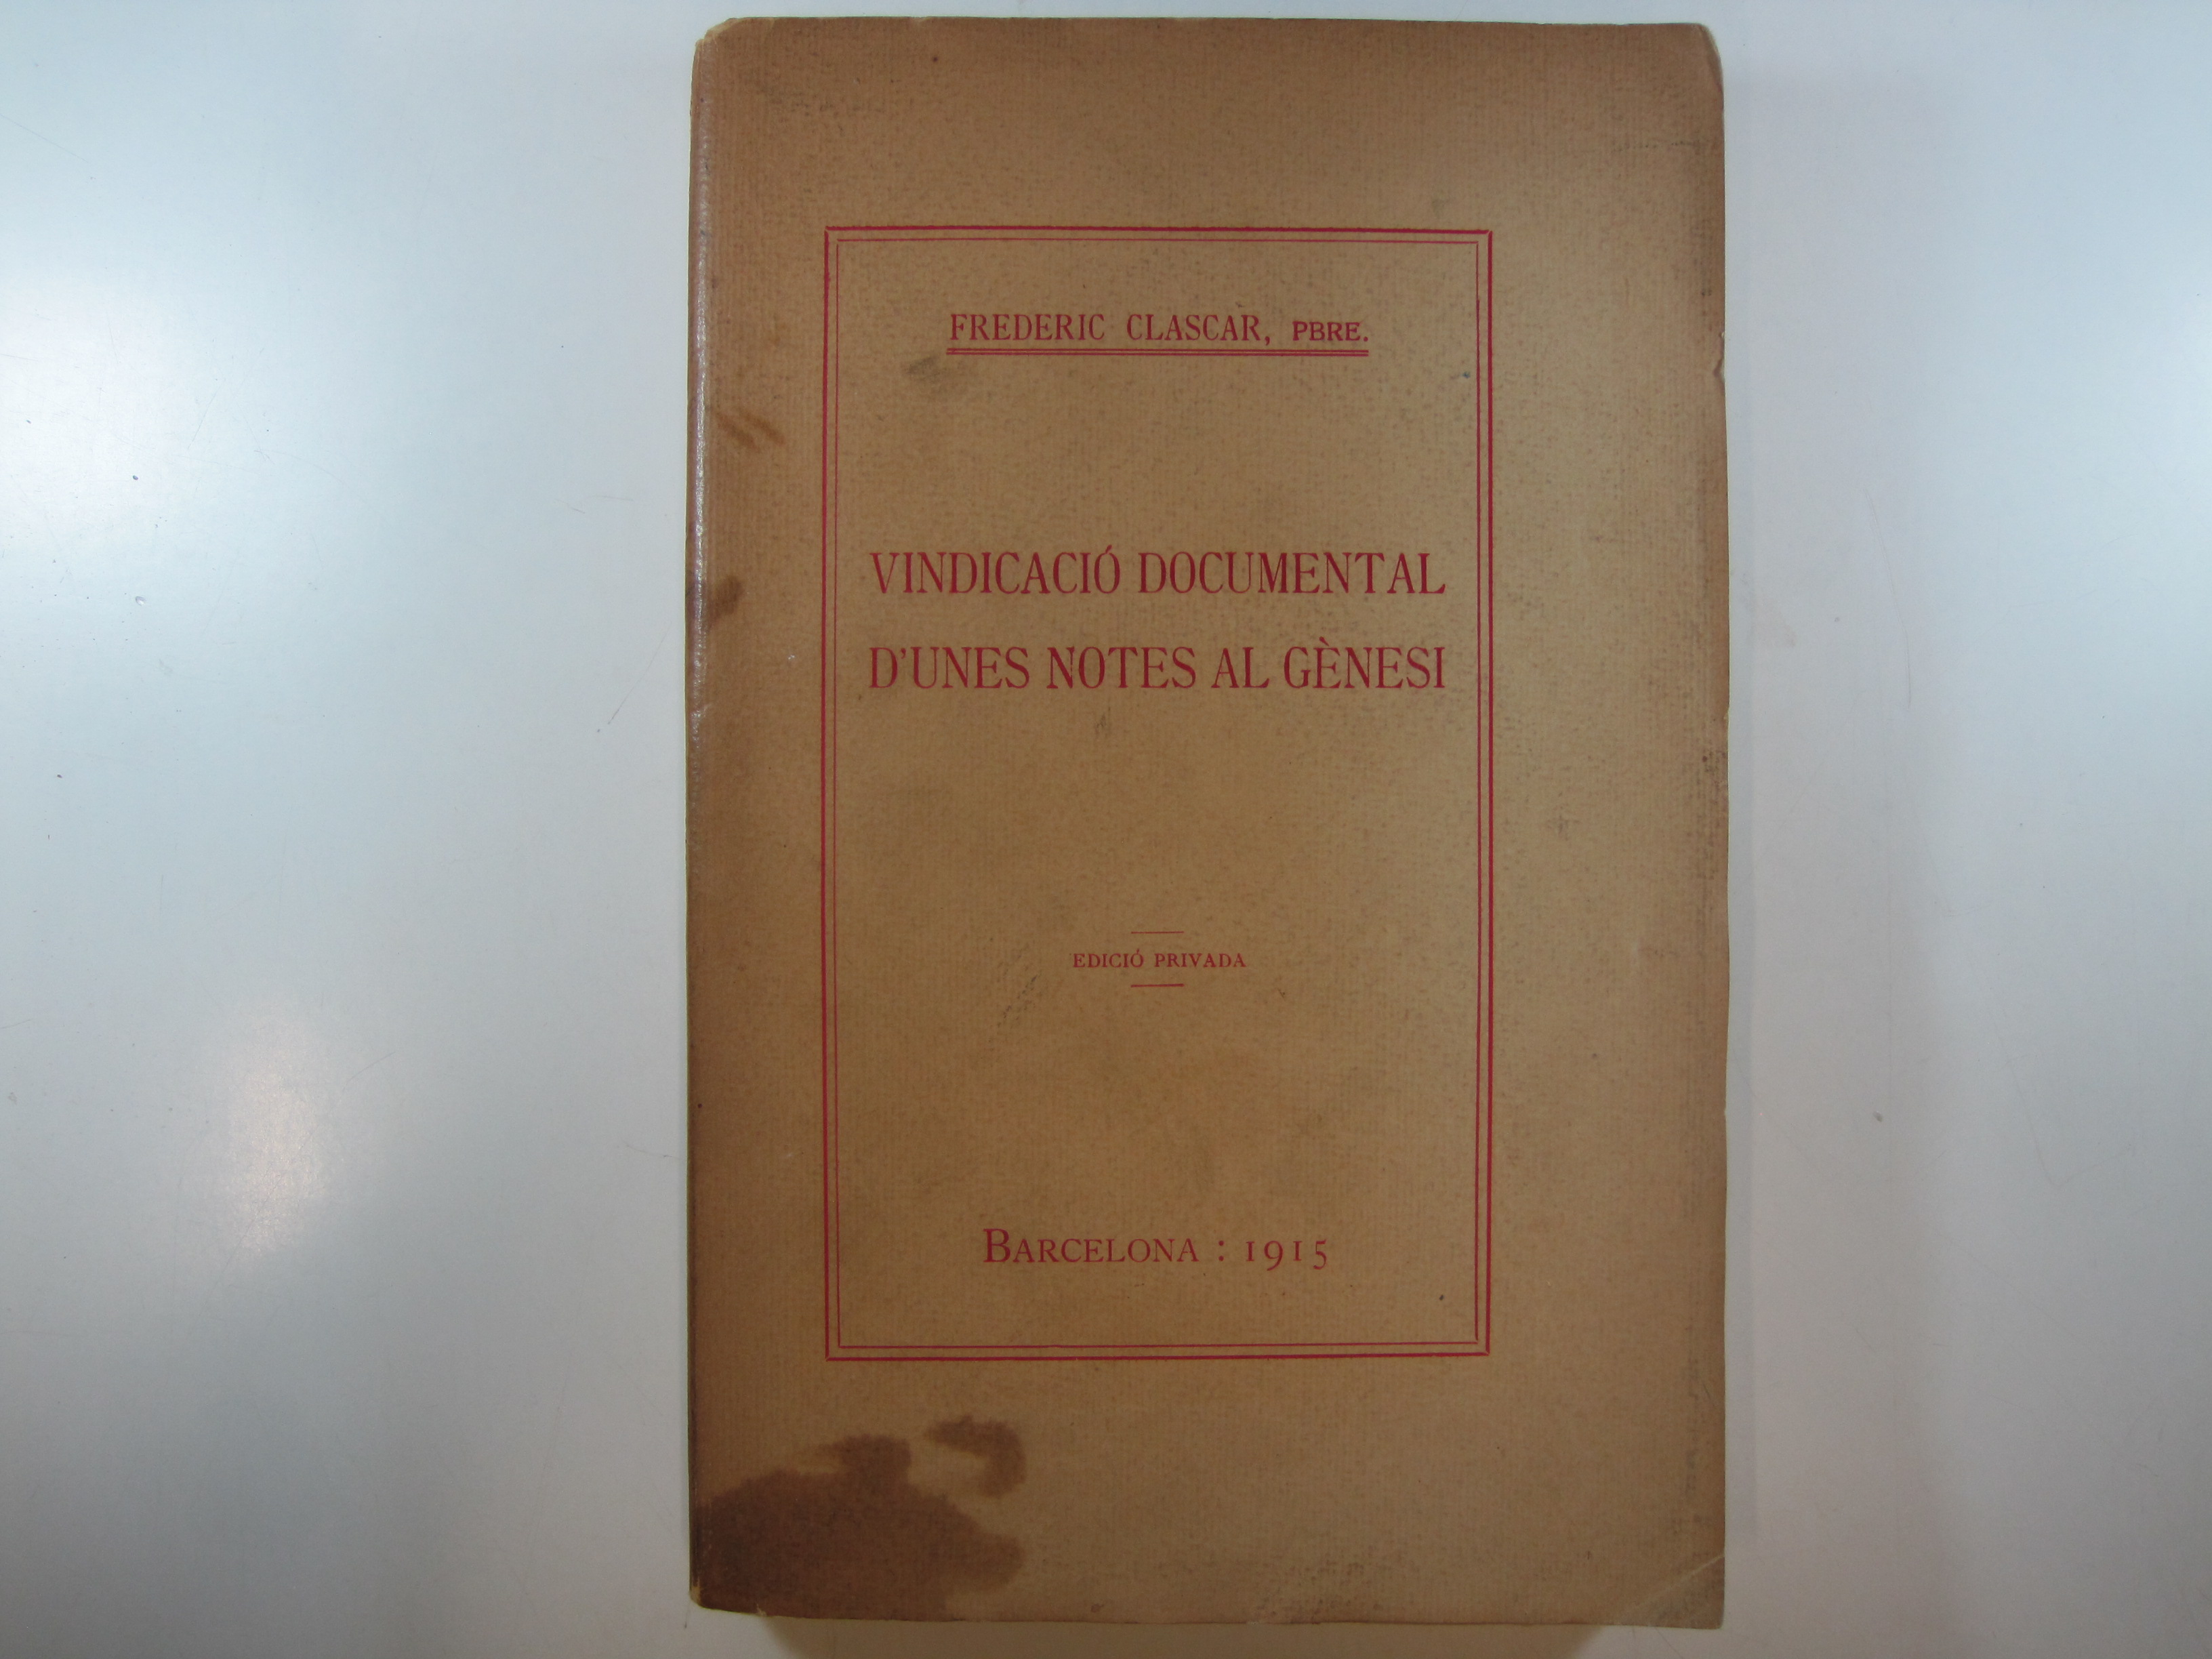 FREDERIC CLASCAR, PBRE.
VINDICACIÓ DOCUMENTAL
D'UNES NOTES AL GÈNESI
EDICIÓ PRIVADA
BARCELONA : 1915